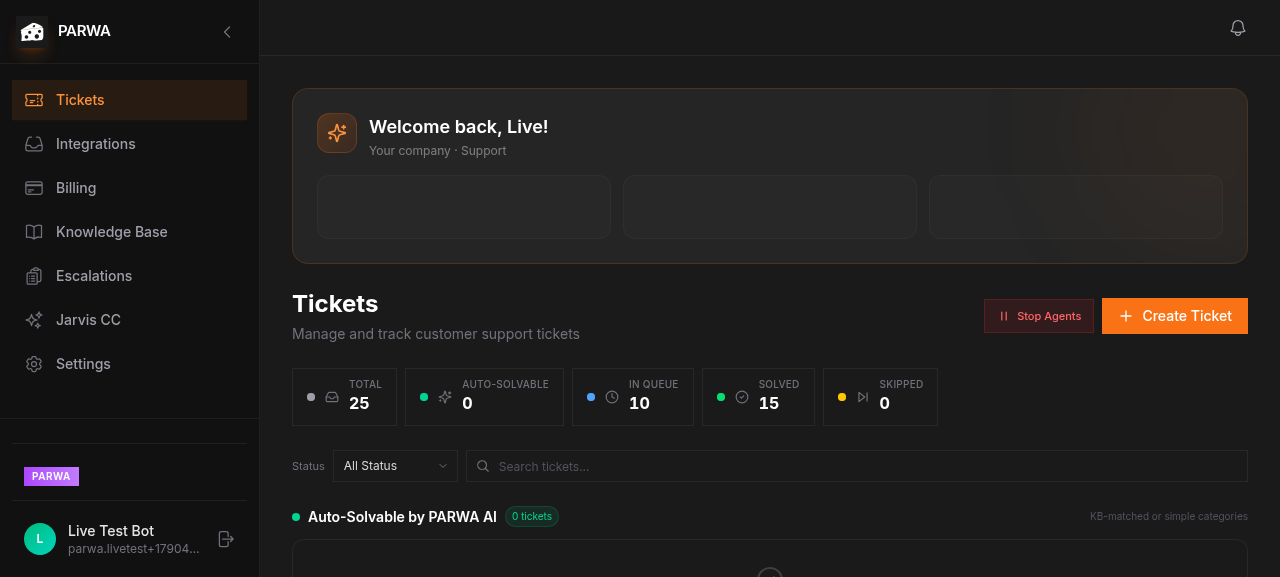 PARWA
Tickets
Integrations
Billing
Knowledge Base
Escalations
Jarvis CC
Settings
PARWA
L
Live Test Bot
parwa.livetest+17904...
Welcome back, Live!
Your company · Support
Tickets
Manage and track customer support tickets
Stop Agents
Create Ticket
TOTAL
25
AUTO-SOLVABLE
0
IN QUEUE
10
SOLVED
15
SKIPPED
0
Status
All Status
Search tickets...
Auto-Solvable by PARWA AI
0 tickets
KB-matched or simple categories